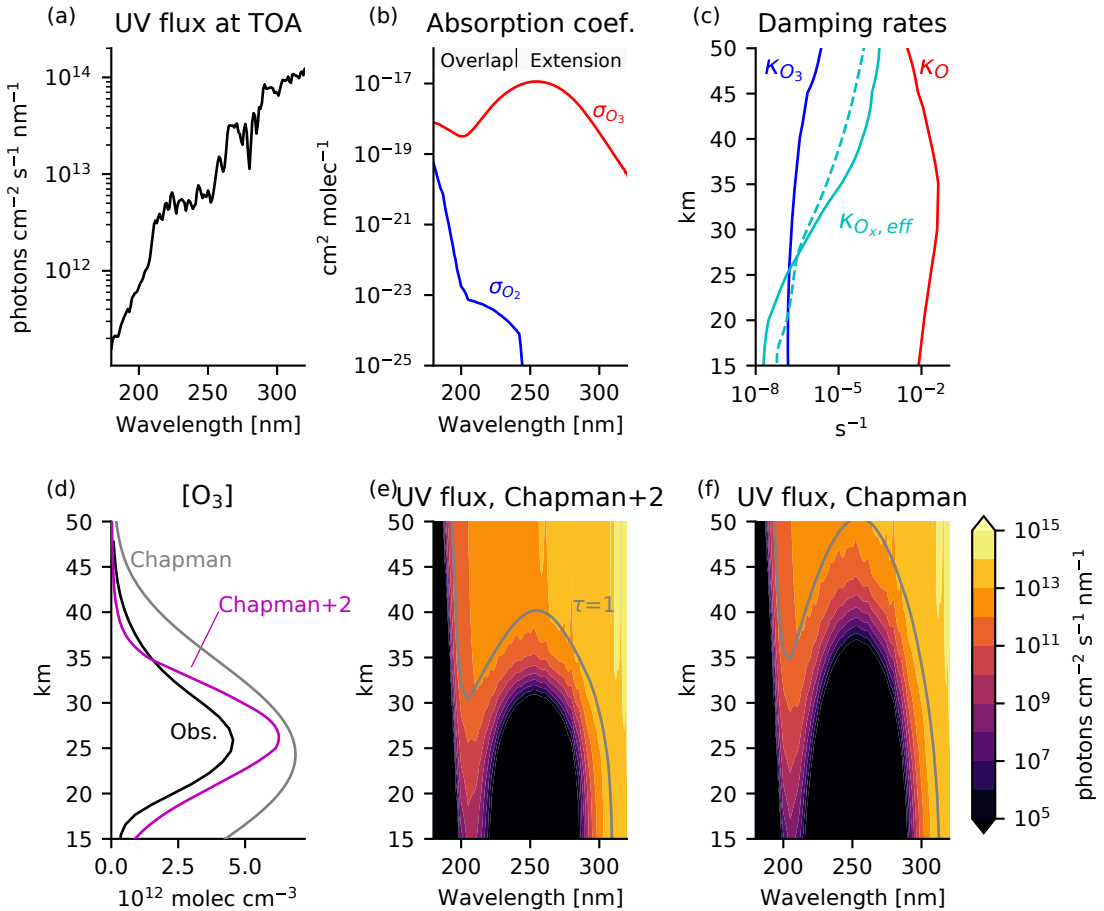 (a)
UV flux at TOA
photons cm⁻² s⁻¹ nm⁻¹
10¹⁴
10¹³
10¹²
200
250
300
Wavelength [nm]
(b)
Absorption coef.
Overlap
Extension
cm² molec⁻¹
10⁻¹⁷
10⁻¹⁹
10⁻²¹
10⁻²³
10⁻²⁵
σO₃
σO₂
200
250
300
Wavelength [nm]
(c)
Damping rates
km
50
45
40
35
30
25
20
15
κO₃
κO
κOₓ, eff
10⁻⁸
10⁻⁵
10⁻²
s⁻¹
(d)
[O₃]
km
50
45
40
35
30
25
20
15
Chapman
Chapman+2
Obs.
0.0
2.5
5.0
10¹² molec cm⁻³
(e)
UV flux, Chapman+2
km
50
45
40
35
30
25
20
15
τ=1
200
250
300
Wavelength [nm]
(f)
UV flux, Chapman
km
50
45
40
35
30
25
20
15
200
250
300
Wavelength [nm]
10¹⁵
10¹³
10¹¹
10⁹
10⁷
10⁵
photons cm⁻² s⁻¹ nm⁻¹